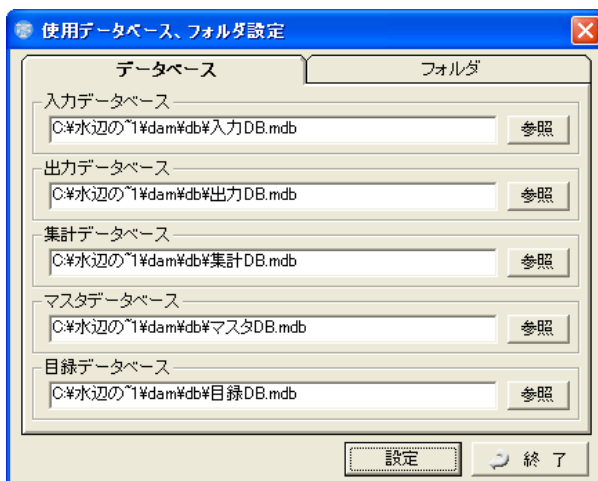 使用データベース、フォルダ設定
データベース
フォルダ
入力データベース
C:¥水辺の~1¥dam¥db¥入力DB.mdb
参照
出力データベース
C:¥水辺の~1¥dam¥db¥出力DB.mdb
参照
集計データベース
C:¥水辺の~1¥dam¥db¥集計DB.mdb
参照
マスタデータベース
C:¥水辺の~1¥dam¥db¥マスタDB.mdb
参照
目録データベース
C:¥水辺の~1¥dam¥db¥目録DB.mdb
参照
設定
終 了